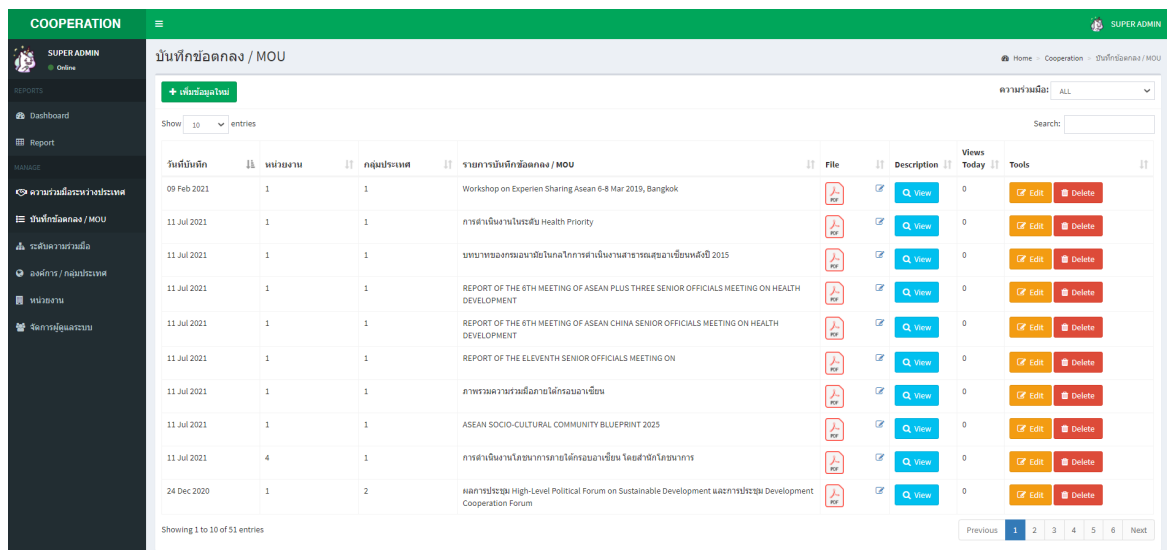 COOPERATION
SUPER ADMIN
SUPER ADMIN
Online
REPORTS
Dashboard
Report
MANAGE
ความร่วมมือระหว่างประเทศ
บันทึกข้อตกลง / MOU
ระดับความร่วมมือ
องค์การ / กลุ่มประเทศ
หน่วยงาน
จัดการผู้ดูแลระบบ
บันทึกข้อตกลง / MOU
Home > Cooperation > บันทึกข้อตกลง / MOU
+ เพิ่มข้อมูลใหม่
ความร่วมมือ: ALL
Show 10 entries
Search:
วันที่บันทึก หน่วยงาน กลุ่มประเทศ รายการบันทึกข้อตกลง / MOU File Description Views Today Tools
09 Feb 2021 1 1 Workshop on Experien Sharing Asean 6-8 Mar 2019, Bangkok PDF View 0 Edit Delete
11 Jul 2021 1 1 การดำเนินงานในระดับ Health Priority PDF View 0 Edit Delete
11 Jul 2021 1 1 บทบาทของกรมอนามัยในกลไกการดำเนินงานสาธารณสุขอาเซียนหลังปี 2015 PDF View 0 Edit Delete
11 Jul 2021 1 1 REPORT OF THE 6TH MEETING OF ASEAN PLUS THREE SENIOR OFFICIALS MEETING ON HEALTH
DEVELOPMENT PDF View 0 Edit Delete
11 Jul 2021 1 1 REPORT OF THE 6TH MEETING OF ASEAN CHINA SENIOR OFFICIALS MEETING ON HEALTH
DEVELOPMENT PDF View 0 Edit Delete
11 Jul 2021 1 1 REPORT OF THE ELEVENTH SENIOR OFFICIALS MEETING ON PDF View 0 Edit Delete
11 Jul 2021 1 1 ภาพรวมความร่วมมือภายใต้กรอบอาเซียน PDF View 0 Edit Delete
11 Jul 2021 1 1 ASEAN SOCIO-CULTURAL COMMUNITY BLUEPRINT 2025 PDF View 0 Edit Delete
11 Jul 2021 4 1 การดำเนินงานโภชนาการภายใต้กรอบอาเซียน โดยสำนักโภชนาการ PDF View 0 Edit Delete
24 Dec 2020 1 2 ผลการประชุม High-Level Political Forum on Sustainable Development และการประชุม Development
Cooperation Forum PDF View 0 Edit Delete
Showing 1 to 10 of 51 entries
Previous 1 2 3 4 5 6 Next